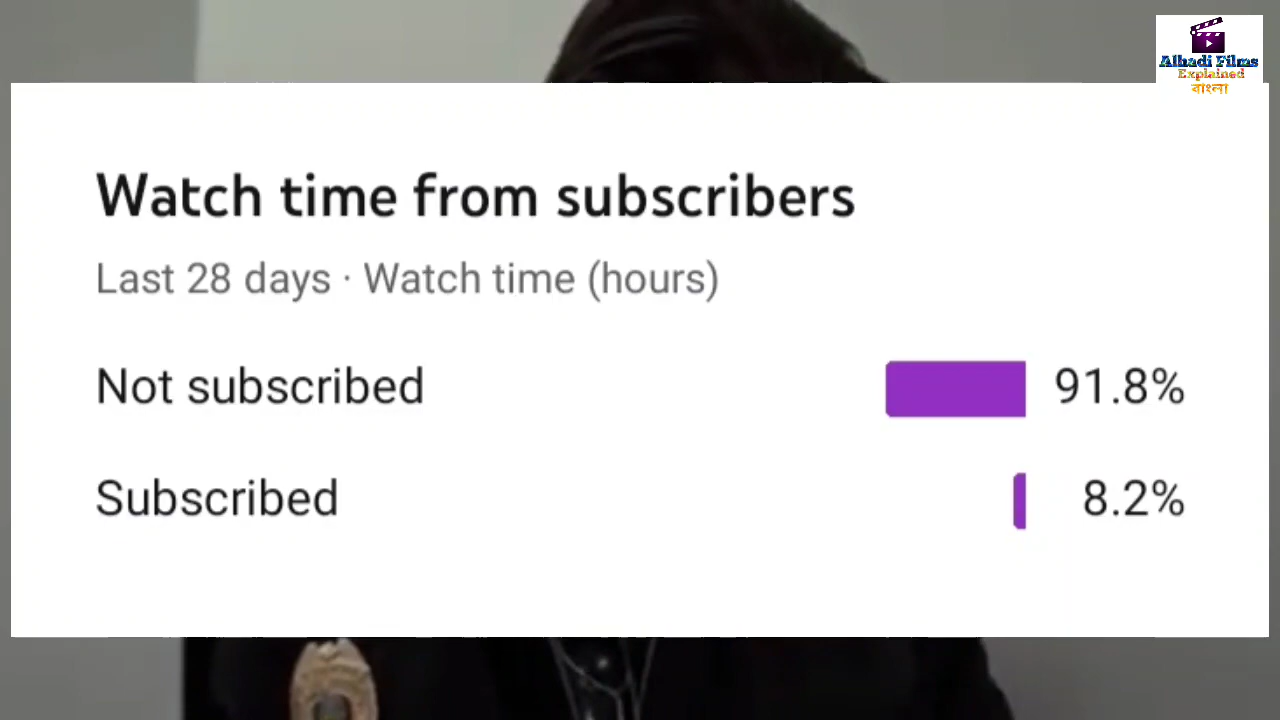 Alhadi Films
Explained
বাংলা
Watch time from subscribers
Last 28 days · Watch time (hours)
Not subscribed 91.8%
Subscribed 8.2%